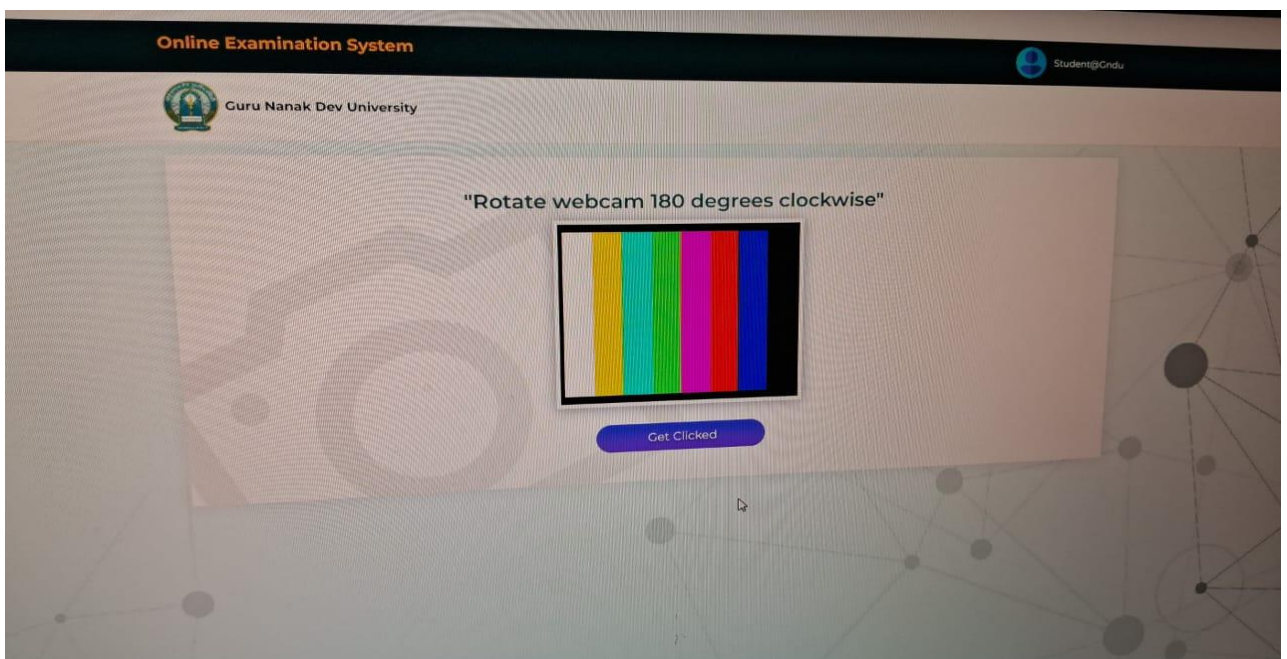 Online Examination System
Student@Gndu
Guru Nanak Dev University
"Rotate webcam 180 degrees clockwise"
Get Clicked